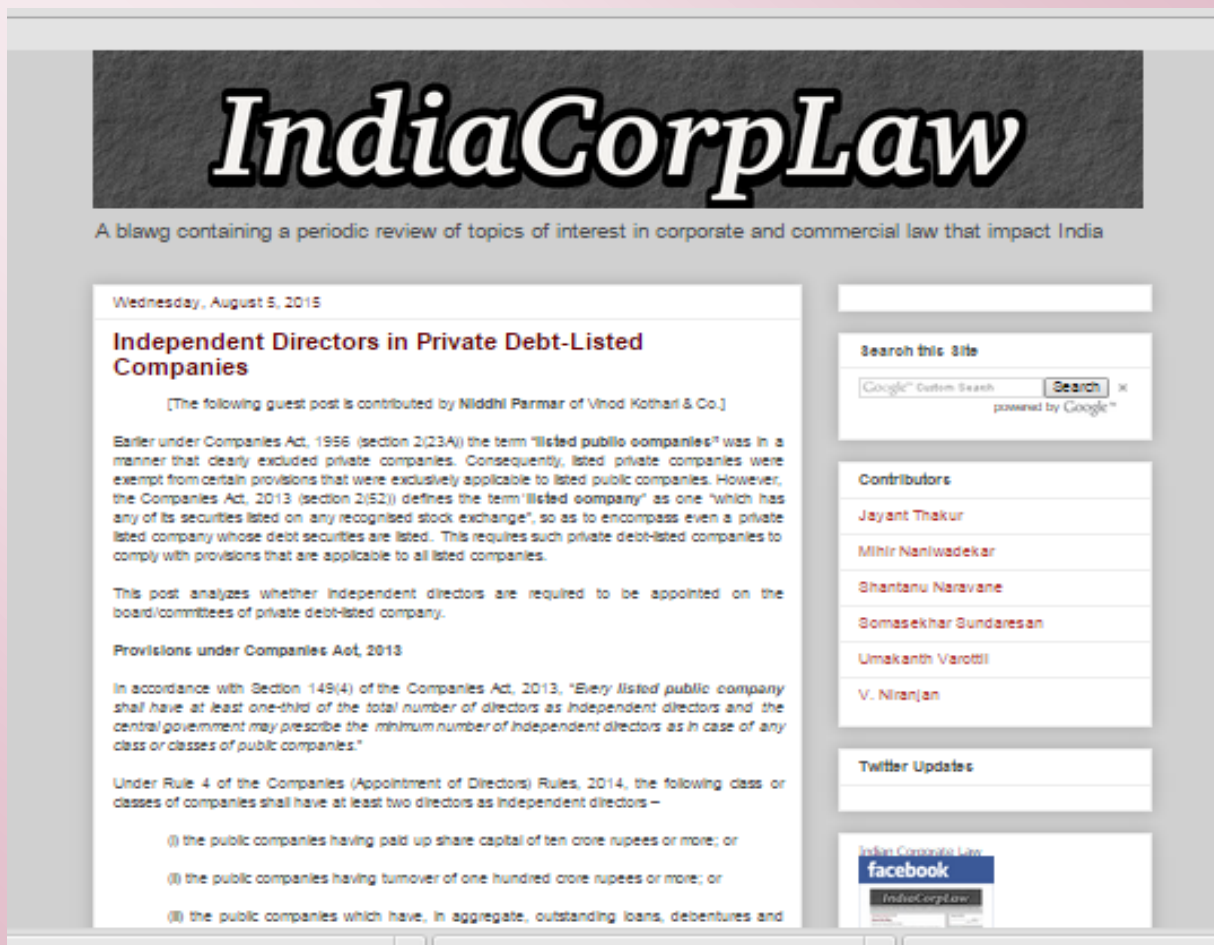 IndiaCorpLaw
A blawg containing a periodic review of topics of interest in corporate and commercial law that impact India
Wednesday, August 5, 2015
Independent Directors in Private Debt-Listed
Companies
[The following guest post is contributed by Niddhi Parmar of Vinod Kothari & Co.]
Earlier under Companies Act, 1956 (section 2(23A)) the term "listed public companies" was in a
manner that clearly excluded private companies. Consequently, listed private companies were
exempt from certain provisions that were exclusively applicable to listed public companies. However,
the Companies Act, 2013 (section 2(52)) defines the term "listed company" as one "which has
any of its securities listed on any recognised stock exchange", so as to encompass even a private
listed company whose debt securities are listed. This requires such private debt-listed companies to
comply with provisions that are applicable to all listed companies.
This post analyzes whether independent directors are required to be appointed on the
board/committees of private debt-listed company.
Provisions under Companies Act, 2013
In accordance with Section 149(4) of the Companies Act, 2013, "Every listed public company
shall have at least one-third of the total number of directors as independent directors and the
central government may prescribe the minimum number of independent directors as in case of any
class or classes of public companies."
Under Rule 4 of the Companies (Appointment of Directors) Rules, 2014, the following class or
classes of companies shall have at least two directors as independent directors –
(i) the public companies having paid up share capital of ten crore rupees or more; or
(ii) the public companies having turnover of one hundred crore rupees or more; or
(iii) the public companies which have, in aggregate, outstanding loans, debentures and
Search this Site
Google™ Custom Search Search ×
powered by Google™
Contributors
Jayant Thakur
Mihir Naniwadekar
Shantanu Naravane
Somasekhar Sundaresan
Umakanth Varottil
V. Niranjan
Twitter Updates
Indian Corporate Law
facebook
IndiaCorpLaw